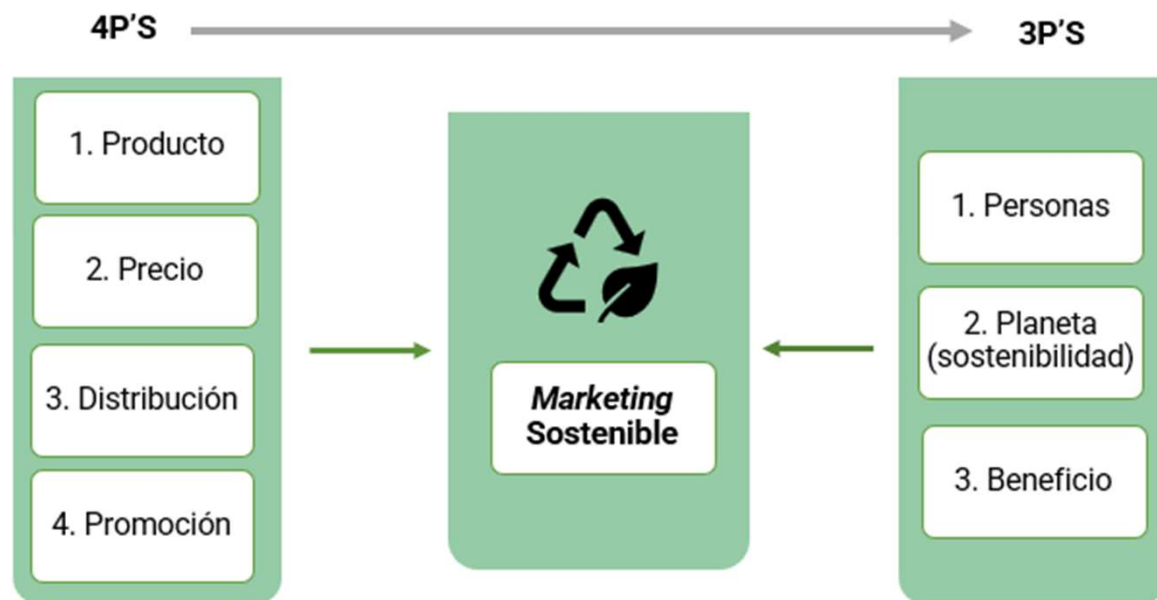 4P’S
3P’S
1. Producto
2. Precio
3. Distribución
4. Promoción
Marketing
Sostenible
1. Personas
2. Planeta
(sostenibilidad)
3. Beneficio